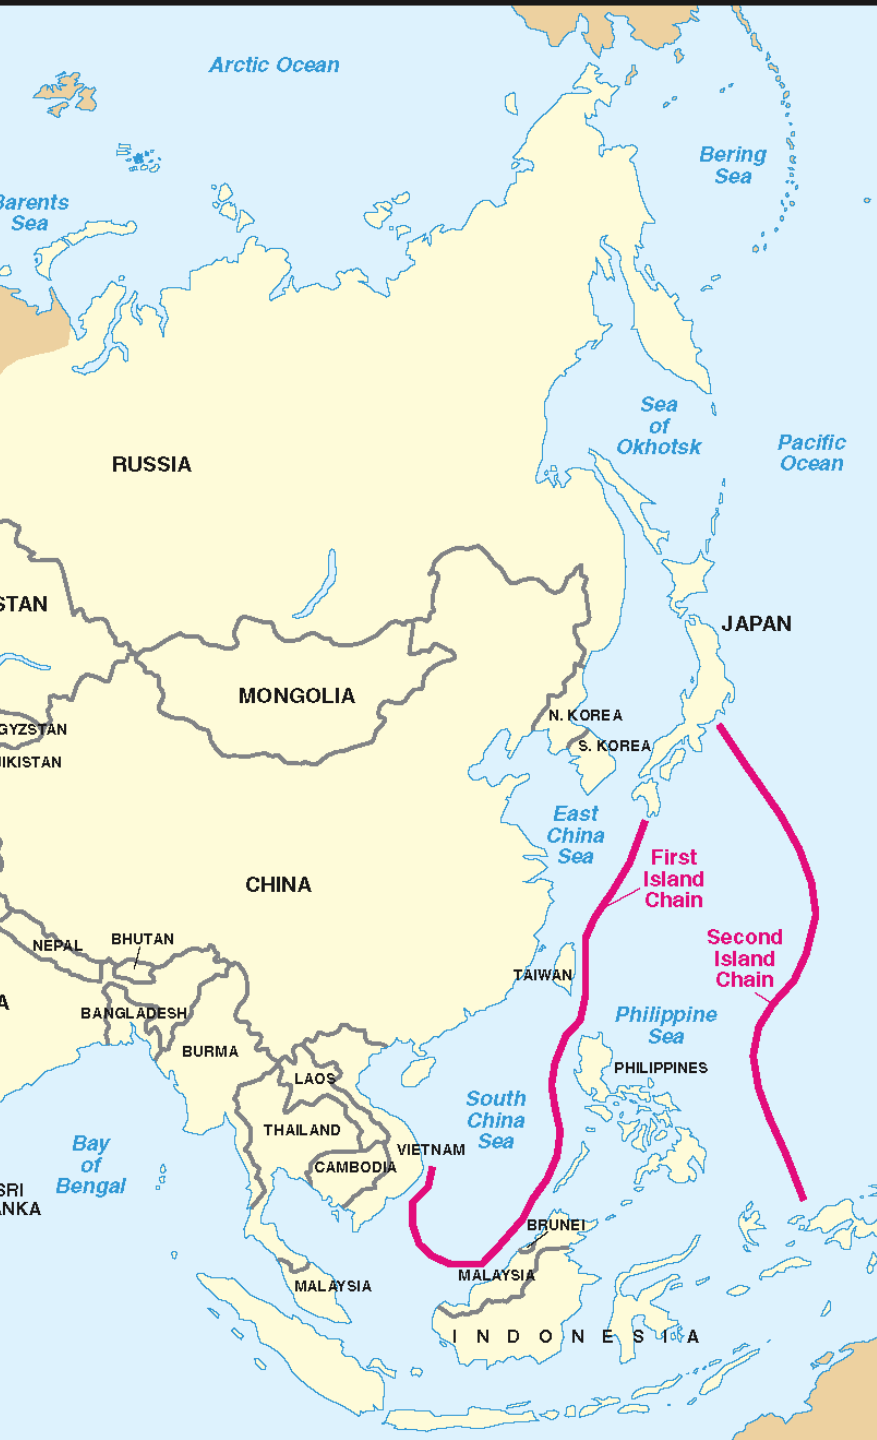 Arctic Ocean
Bering
Sea
Barents
Sea
Sea
of
Okhotsk
Pacific
Ocean
RUSSIA
STAN
JAPAN
MONGOLIA
N. KOREA
GYZSTAN
S. KOREA
JIKISTAN
East
China
Sea
First
Island
Chain
CHINA
Second
Island
Chain
NEPAL
BHUTAN
TAIWAN
A
BANGLADESH
Philippine
Sea
BURMA
PHILIPPINES
LAOS
South
China
Sea
THAILAND
Bay
of
Bengal
VIETNAM
CAMBODIA
SRI
ANKA
BRUNEI
MALAYSIA
MALAYSIA
INDONESIA